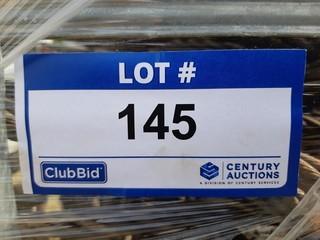 LOT #
145
ClubBid
CENTURY
AUCTIONS
A DIVISION OF CENTURY SERVICES